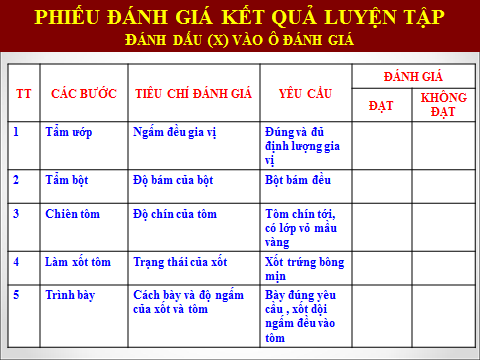 PHIẾU ĐÁNH GIÁ KẾT QUẢ LUYỆN TẬP
ĐÁNH DẤU (X) VÀO Ô ĐÁNH GIÁ
TT CÁC BƯỚC TIÊU CHÍ ĐÁNH GIÁ YÊU CẦU ĐÁNH GIÁ
ĐẠT KHÔNG ĐẠT
1 Tẩm ướp Ngấm đều gia vị Đúng và đủ
định lượng gia
vị
2 Tẩm bột Độ bám của bột Bột bám đều
3 Chiên tôm Độ chín của tôm Tôm chín tới,
có lớp vỏ mầu
vàng
4 Làm xốt tôm Trạng thái của xốt Xốt trứng bông
mịn
5 Trình bày Cách bày và độ ngấm Bày đúng yêu
của xốt và tôm cầu , xốt dội
ngấm đều vào
tôm